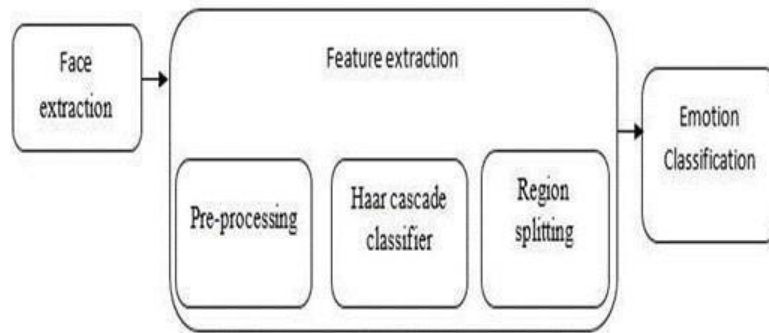 Face
extraction
Feature extraction
Pre-processing
Haar cascade
classifier
Region
splitting
Emotion
Classification